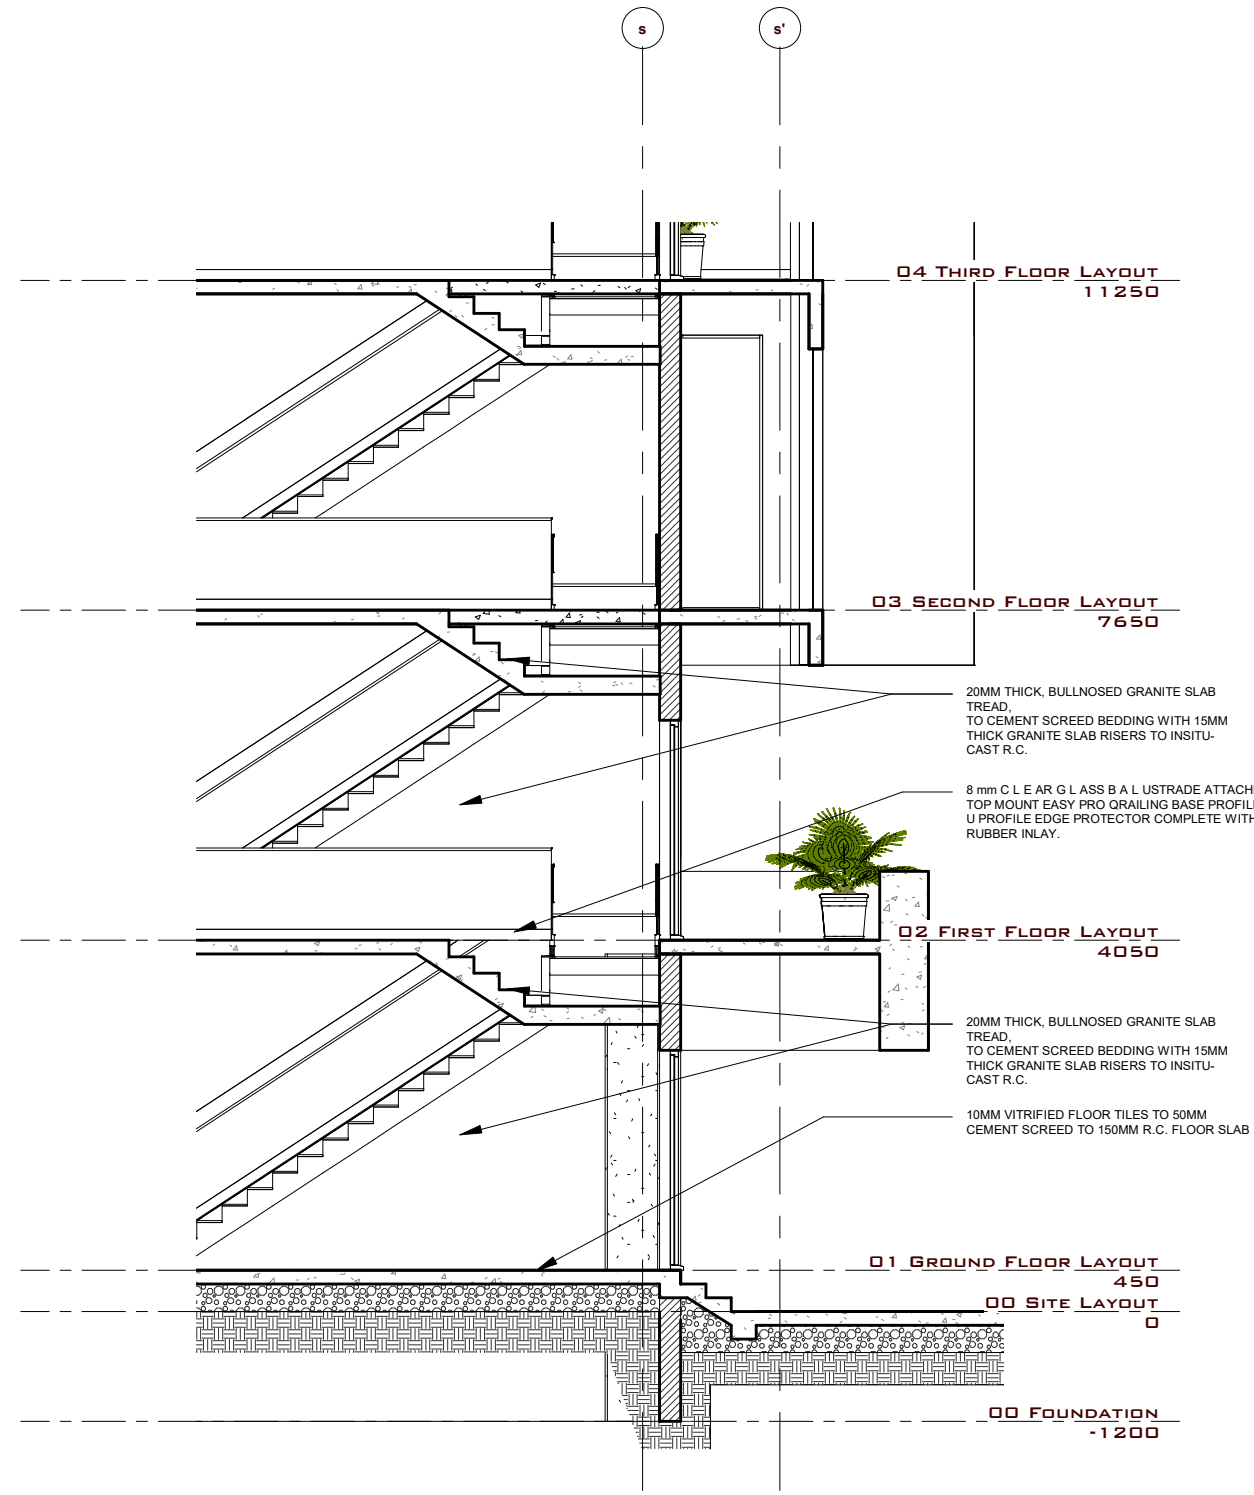 s
s'
04 Third Floor Layout
11250
03 Second Floor Layout
7650
20MM THICK, BULLNOSED GRANITE SLAB
TREAD,
TO CEMENT SCREED BEDDING WITH 15MM
THICK GRANITE SLAB RISERS TO INSITU-
CAST R.C.
8 mm C L E AR G L ASS B A L USTRADE ATTACH
TOP MOUNT EASY PRO QRAILING BASE PROFILE
U PROFILE EDGE PROTECTOR COMPLETE WITH
RUBBER INLAY.
02 First Floor Layout
4050
20MM THICK, BULLNOSED GRANITE SLAB
TREAD,
TO CEMENT SCREED BEDDING WITH 15MM
THICK GRANITE SLAB RISERS TO INSITU-
CAST R.C.
10MM VITRIFIED FLOOR TILES TO 50MM
CEMENT SCREED TO 150MM R.C. FLOOR SLAB
01 Ground Floor Layout
450
00 Site Layout
0
00 Foundation
-1200